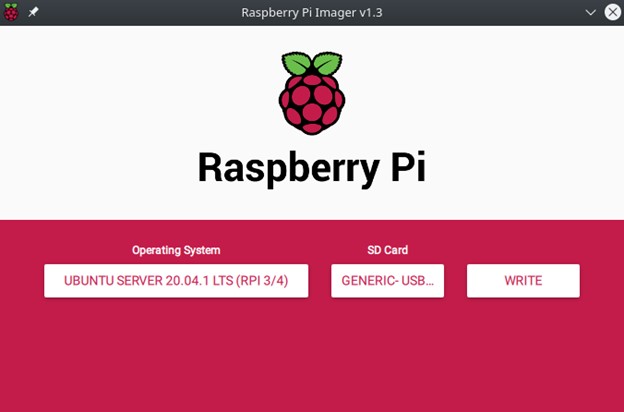 Raspberry Pi Imager v1.3
Raspberry Pi
Operating System
SD Card
UBUNTU SERVER 20.04.1 LTS (RPI 3/4)
GENERIC- USB...
WRITE